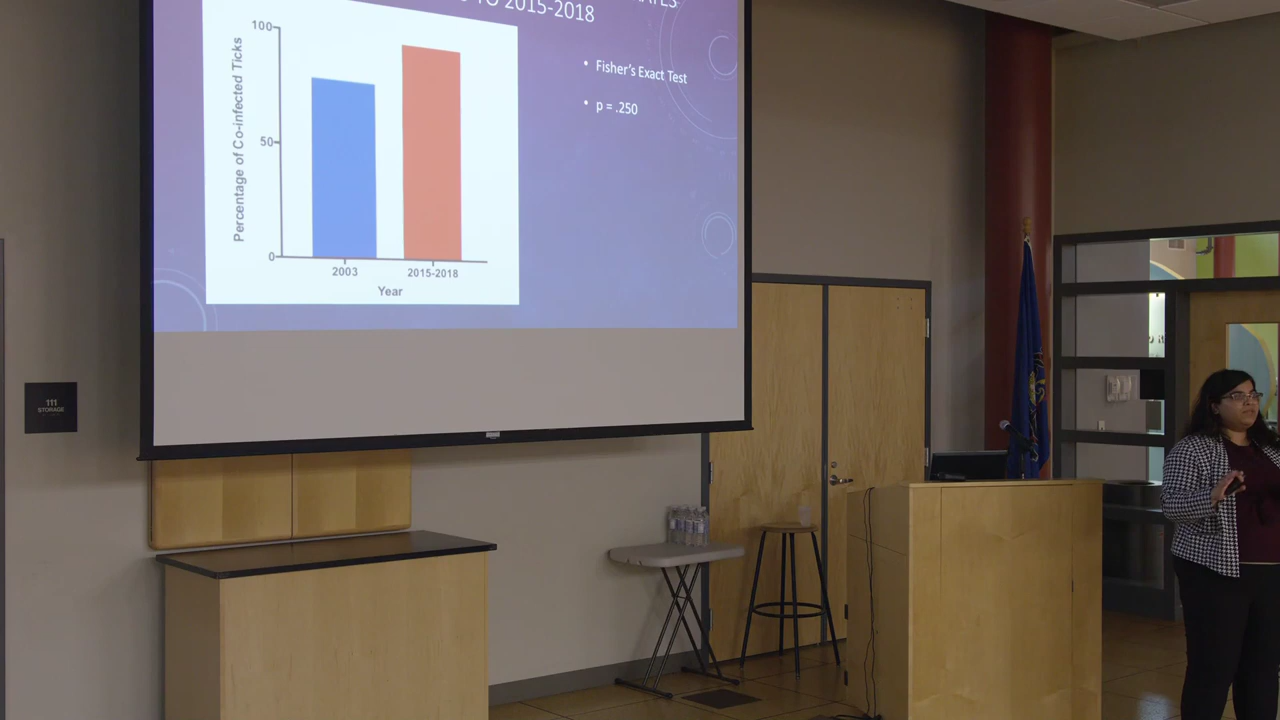 TO 2015-2018
100
50
0
Percentage of Co-infected Ticks
2003
2015-2018
Year
• Fisher's Exact Test
• p = .250
111
STORAGE